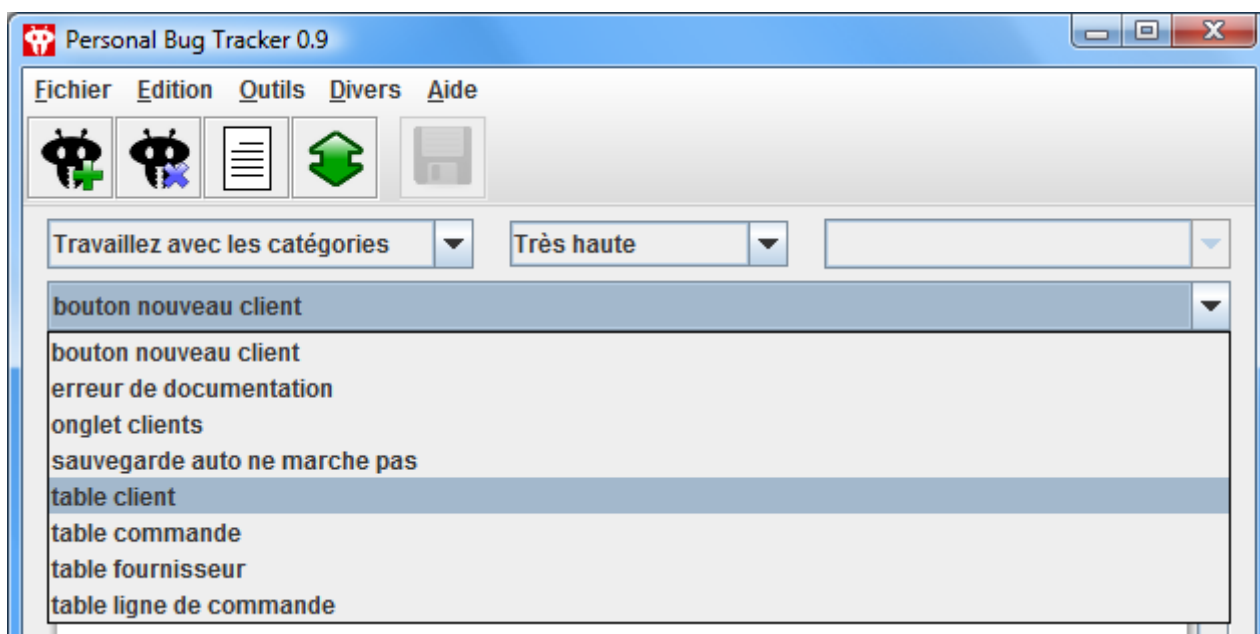 Personal Bug Tracker 0.9
Fichier Edition Outils Divers Aide
Travaillez avec les catégories Très haute
bouton nouveau client
bouton nouveau client
erreur de documentation
onglet clients
sauvegarde auto ne marche pas
table client
table commande
table fournisseur
table ligne de commande